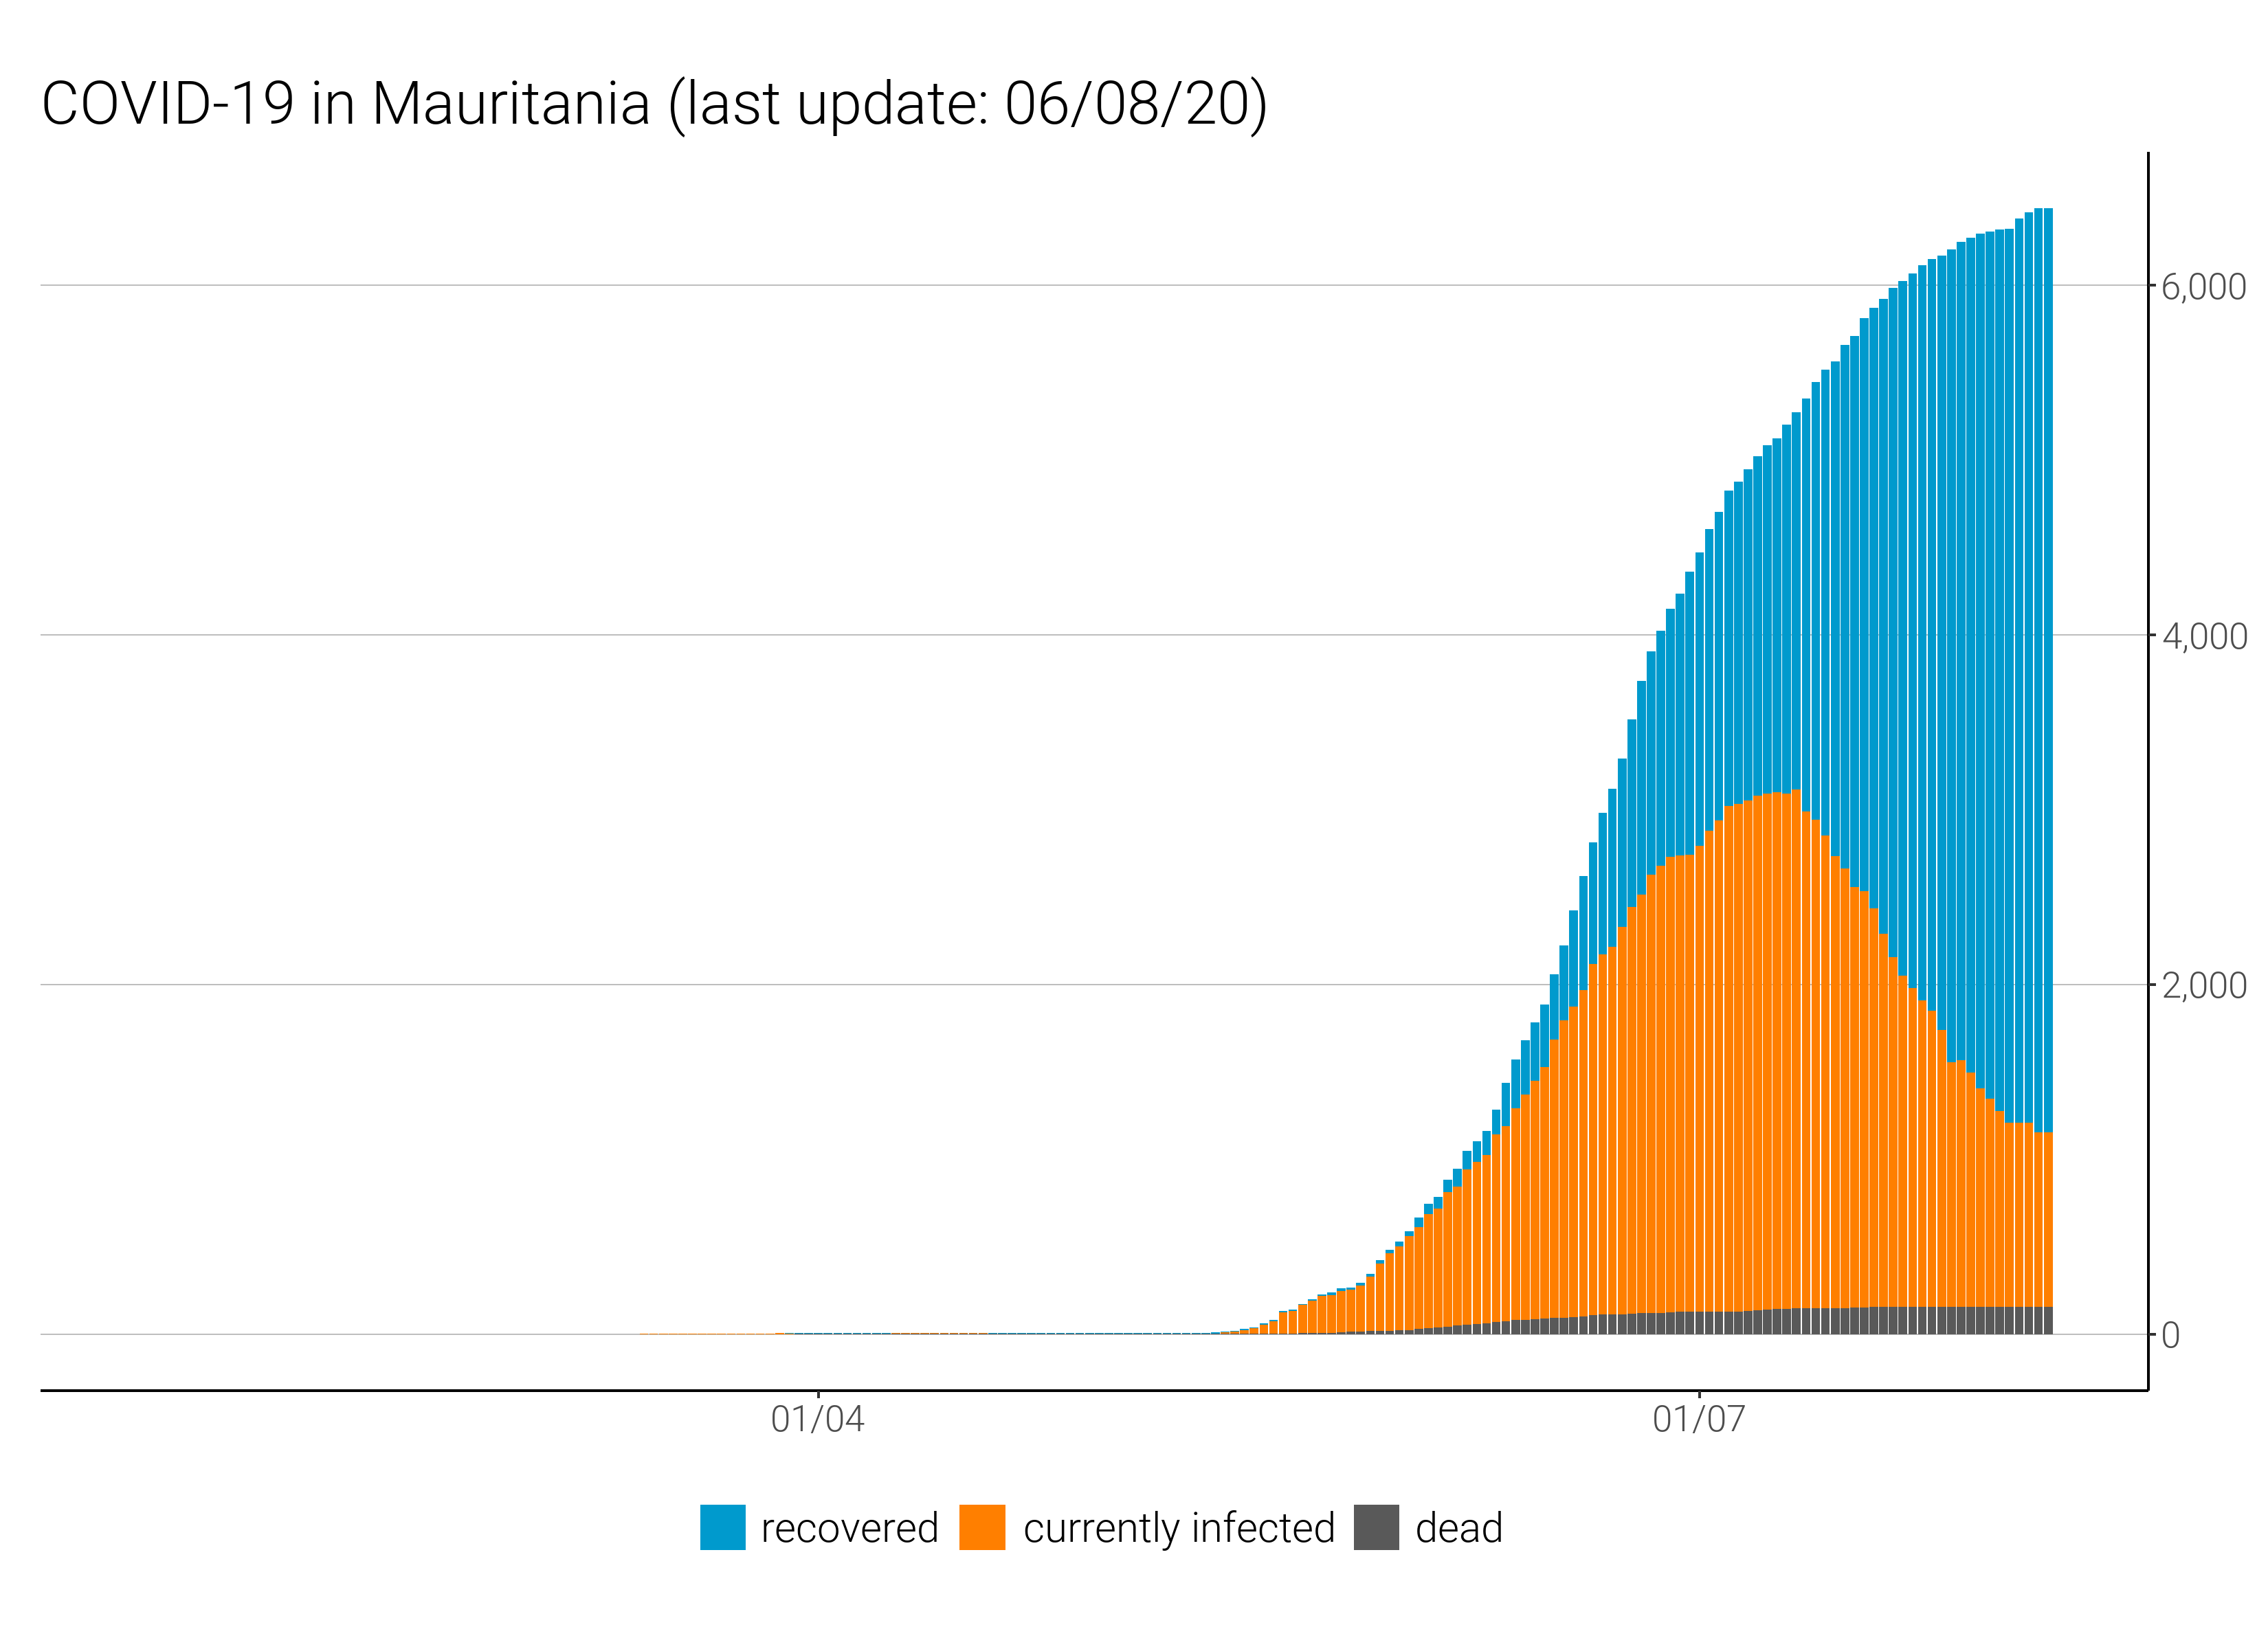 COVID-19 in Mauritania (last update: 06/08/20)
6,000
4,000
2,000
0
01/04 01/07
recovered currently infected dead